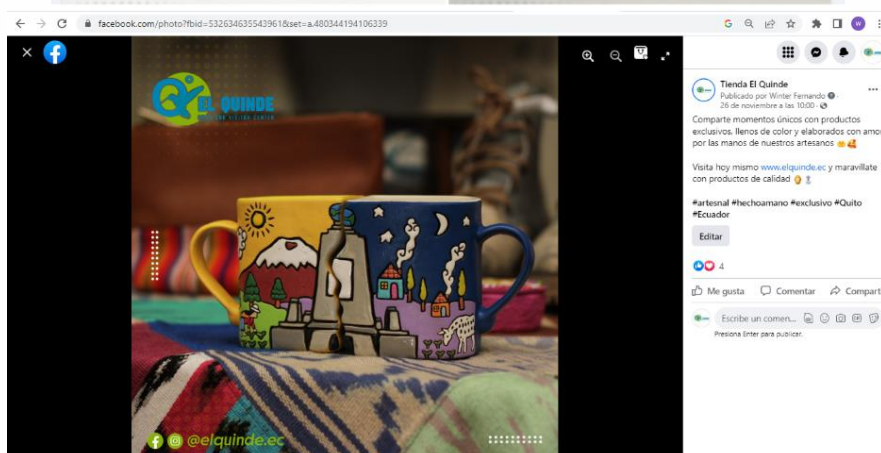 facebook.com/photo?fbid=532634635543961&set=a.480344194106339
EL QUINDE
@elquinde.ec
Tienda El Quinde
Publicado por Winter Fernando
26 de noviembre a las 10:00
Comparte momentos únicos con productos
exclusivos, llenos de color y elaborados con amo
por las manos de nuestros artesanos
Visita hoy mismo www.elquinde.ec y maravíllate
con productos de calidad
#artesnal #hechoamano #exclusivo #Quito
#Ecuador
Editar
4
Me gusta Comentar Compart
Escribe un comen...
Presiona Enter para publicar.